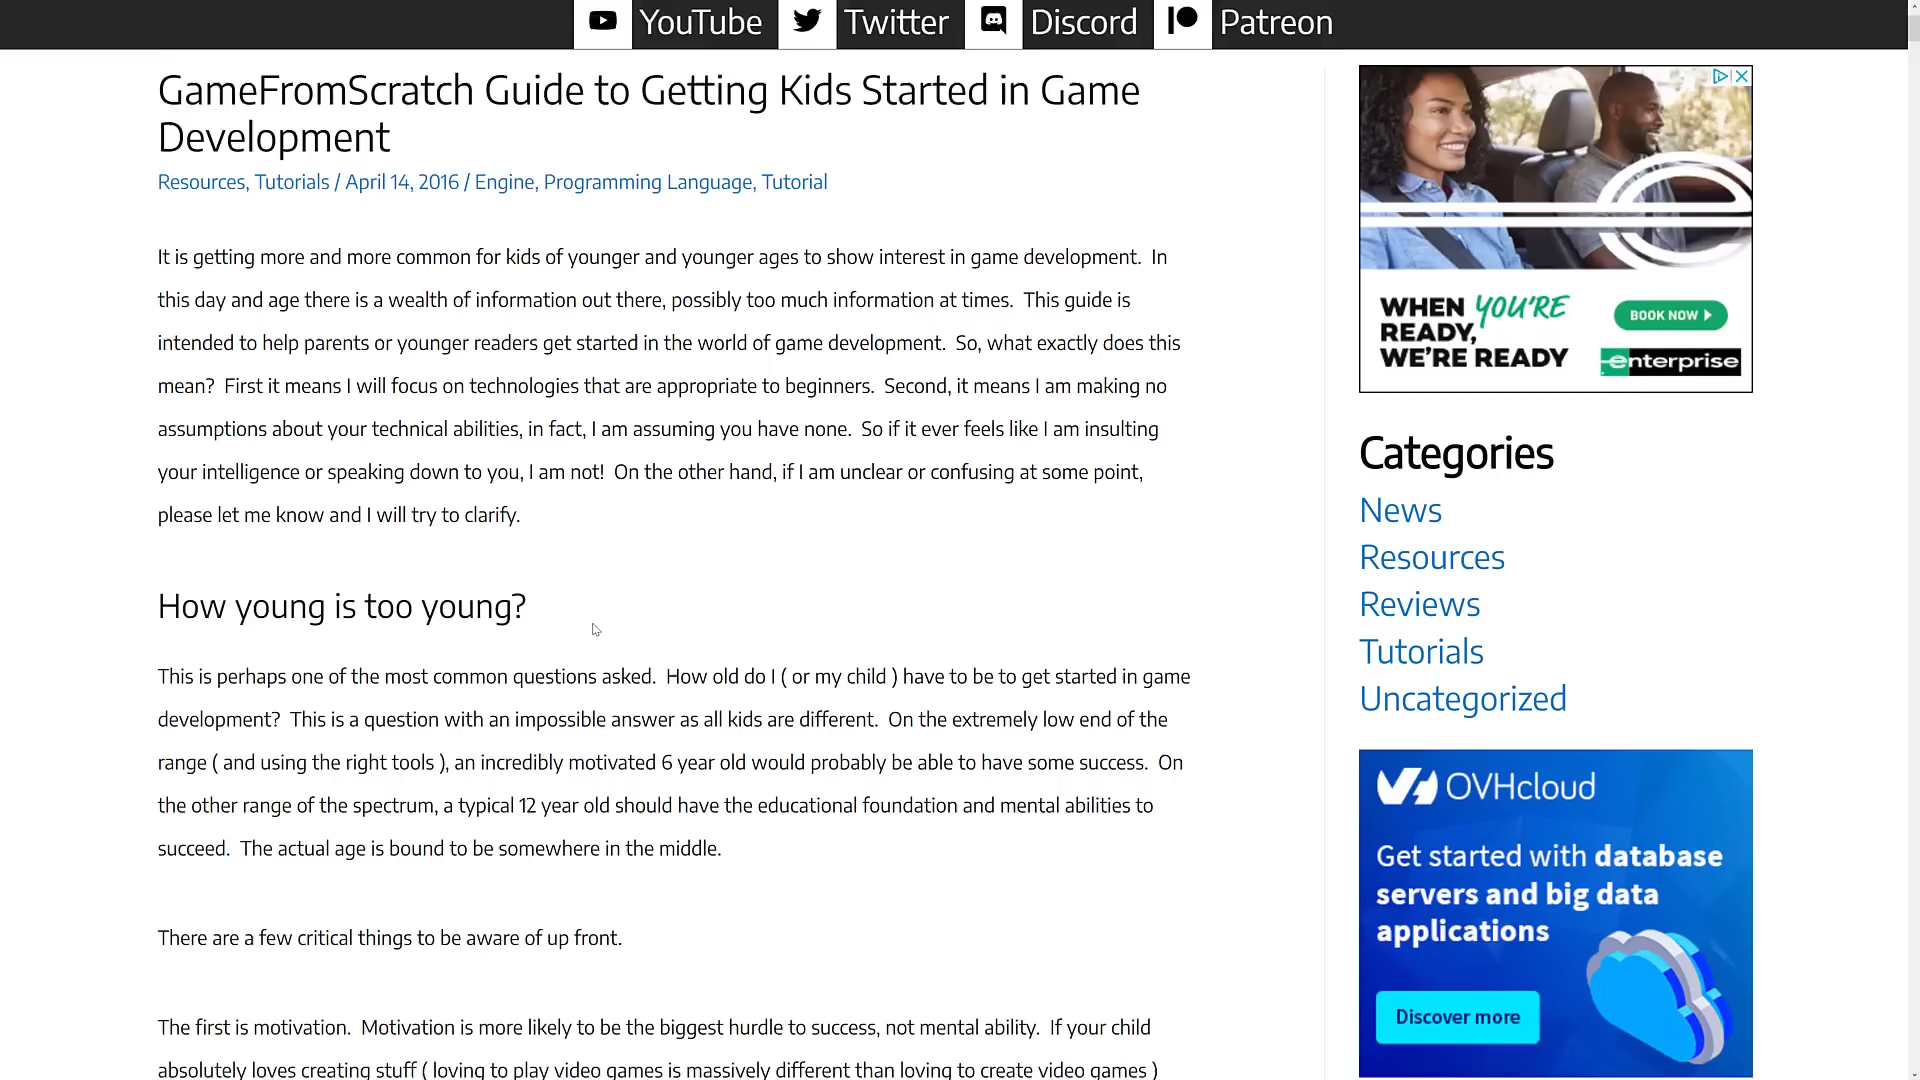 YouTube Twitter Discord Patreon
GameFromScratch Guide to Getting Kids Started in Game
Development
Resources, Tutorials / April 14, 2016 / Engine, Programming Language, Tutorial
It is getting more and more common for kids of younger and younger ages to show interest in game development.  In
this day and age there is a wealth of information out there, possibly too much information at times.  This guide is
intended to help parents or younger readers get started in the world of game development.  So, what exactly does this
mean?  First it means I will focus on technologies that are appropriate to beginners.  Second, it means I am making no
assumptions about your technical abilities, in fact, I am assuming you have none.  So if it ever feels like I am insulting
your intelligence or speaking down to you, I am not!  On the other hand, if I am unclear or confusing at some point,
please let me know and I will try to clarify.
How young is too young?
This is perhaps one of the most common questions asked.  How old do I ( or my child ) have to be to get started in game
development?  This is a question with an impossible answer as all kids are different.  On the extremely low end of the
range ( and using the right tools ), an incredibly motivated 6 year old would probably be able to have some success.  On
the other range of the spectrum, a typical 12 year old should have the educational foundation and mental abilities to
succeed.  The actual age is bound to be somewhere in the middle.
There are a few critical things to be aware of up front.
The first is motivation.  Motivation is more likely to be the biggest hurdle to success, not mental ability.  If your child
absolutely loves creating stuff ( loving to play video games is massively different than loving to create video games )
WHEN YOU'RE
READY,
WE'RE READY
BOOK NOW
enterprise
Categories
News
Resources
Reviews
Tutorials
Uncategorized
OVHcloud
Get started with database
servers and big data
applications
Discover more